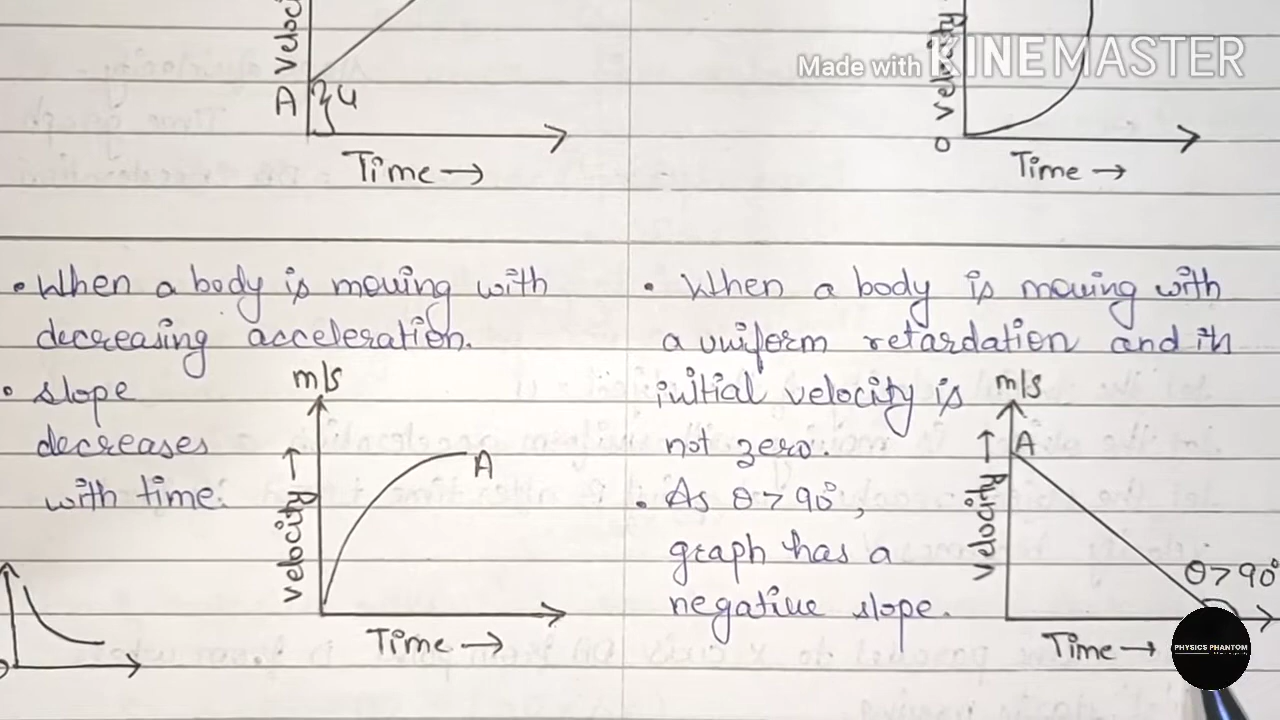 Veloci
A
u
Time →
Made with KINEMASTER
velocity
0
Time →
• When a body is moving with
decreasing acceleration.
• slope
decreases
with time.
m/s
velocity →
A
Time →
• When a body is moving with
a uniform retardation and its
initial velocity is
not zero.
• As θ > 90°,
graph has a
negative slope.
m/s
velocity →
A
θ > 90°
Time →
PHYSICS PHANTOM